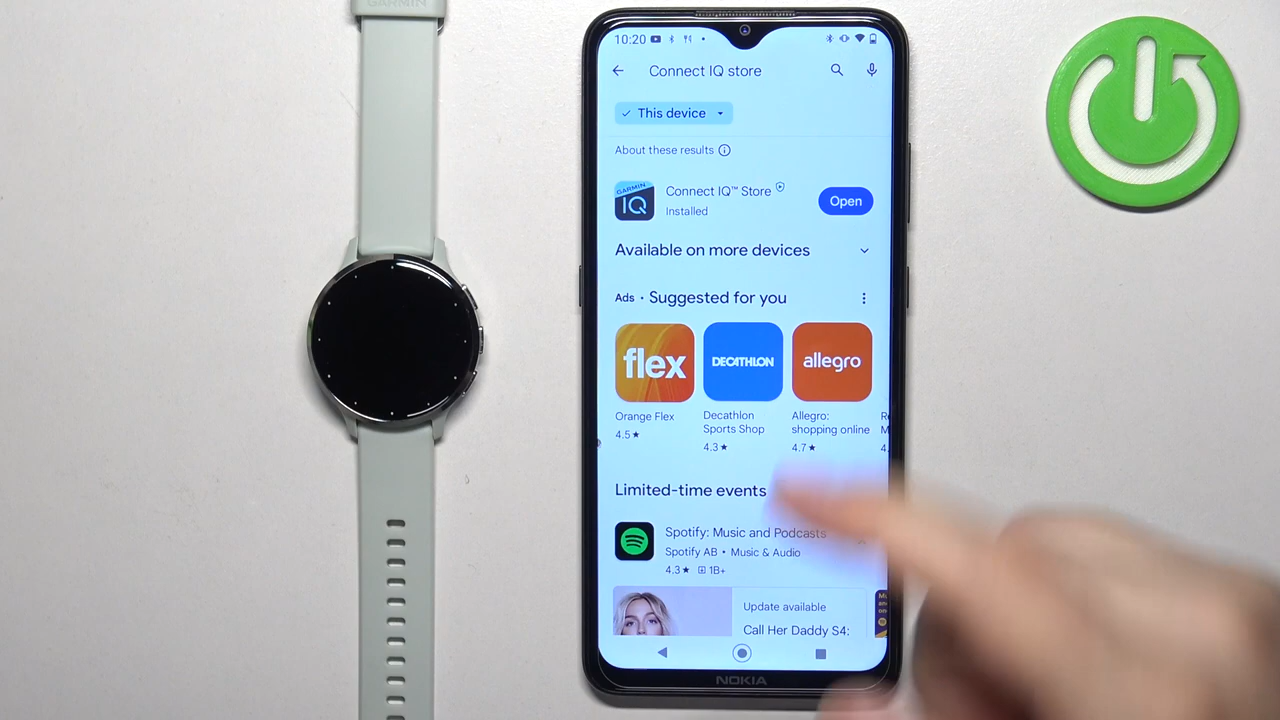 GARMIN
10:20
Connect IQ store
This device
About these results
GARMIN
IQ
Connect IQ™ Store
Installed
Open
Available on more devices
Ads • Suggested for you
flex
DECATHLON
allegro
Orange Flex
4.5★
Decathlon
Sports Shop
4.3★
Allegro:
shopping online
4.7★
R
M
4.
Limited-time events
Spotify: Music and Podcasts
Spotify AB • Music & Audio
4.3★ 1B+
Update available
Call Her Daddy S4:
NOKIA